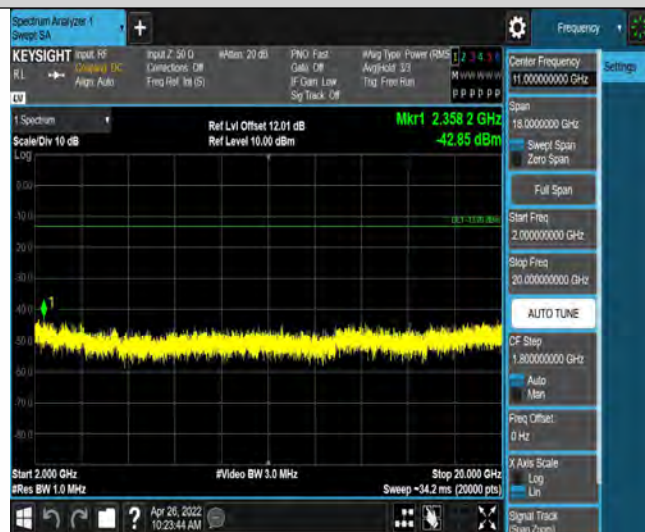 Spectrum Analyzer 1
Swept SA
+
Frequency
KEYSIGHT
Input: RF
Coupling: DC
Align: Auto
R L
Input Z: 50 Ω
Corrections: Off
Freq Ref: Int (S)
#Atten: 20 dB
PNO: Fast
Gate: Off
IF Gain: Low
Sig Track: Off
#Avg Type: Power (RMS
Avg|Hold: 3/3
Trig: Free Run
1 2 3 4 5 6
M W W W W W
P P P P P P
LV
1 Spectrum
Scale/Div 10 dB
Log
Ref Lvl Offset 12.01 dB
Ref Level 10.00 dBm
Mkr1 2.358 2 GHz
-42.85 dBm
0.00
-10.0
-20.0
-30.0
-40.0
-50.0
-60.0
-70.0
-80.0
1
Start 2.000 GHz
#Video BW 3.0 MHz
Stop 20.000 GHz
#Res BW 1.0 MHz
Sweep ~34.2 ms (20000 pts)
Center Frequency
11.000000000 GHz
Settings
Span
18.0000000 GHz
Swept Span
Zero Span
Full Span
Start Freq
2.000000000 GHz
Stop Freq
20.000000000 GHz
AUTO TUNE
CF Step
1.800000000 GHz
Auto
Man
Freq Offset
0 Hz
X Axis Scale
Log
Lin
Signal Track
(Span Zoom)
?
Apr 26, 2022
10:23:44 AM